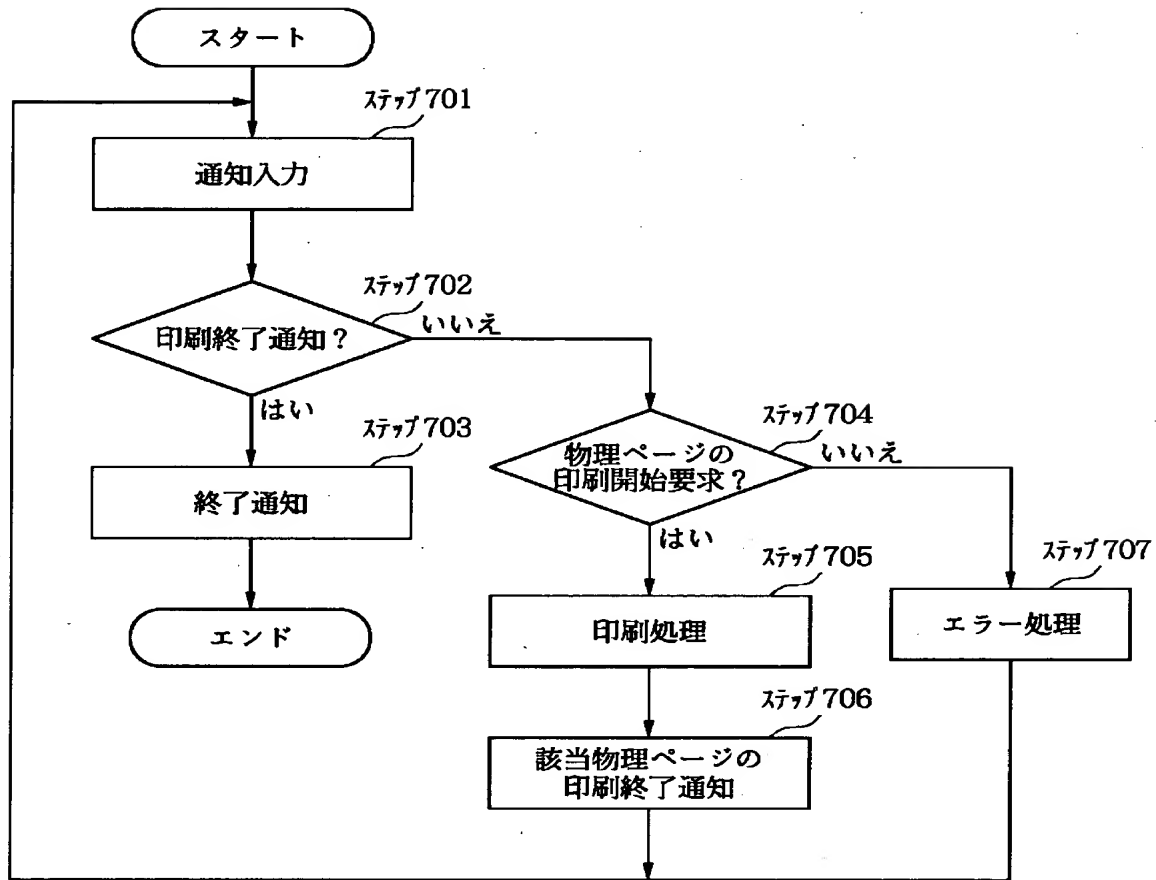 スタート
ステップ701
通知入力
ステップ702
印刷終了通知?
いいえ
はい
ステップ703
終了通知
エンド
ステップ704
物理ページの
印刷開始要求?
いいえ
はい
ステップ705
印刷処理
ステップ706
該当物理ページの
印刷終了通知
ステップ707
エラー処理